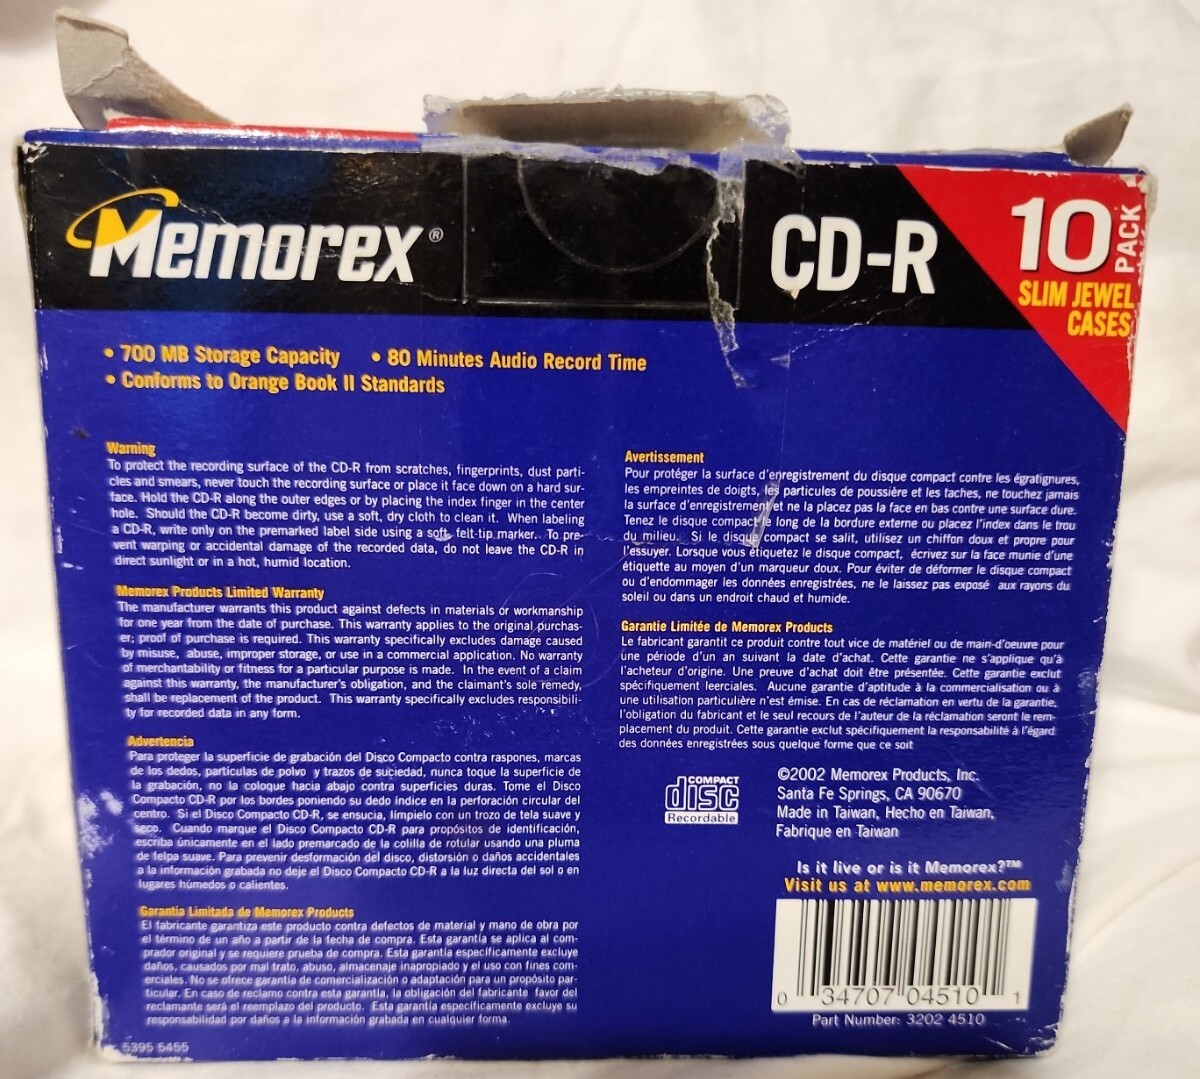 Memorex®
CD-R
10 PACK
SLIM JEWEL
CASES
• 700 MB Storage Capacity • 80 Minutes Audio Record Time
• Conforms to Orange Book II Standards
Warning
To protect the recording surface of the CD-R from scratches, fingerprints, dust parti-
cles and smears, never touch the recording surface or place it face down on a hard sur-
face. Hold the CD-R along the outer edges or by placing the index finger in the center
hole. Should the CD-R become dirty, use a soft, dry cloth to clean it. When labeling
a CD-R, write only on the premarked label side using a soft, felt-tip marker. To pre-
vent warping or accidental damage of the recorded data, do not leave the CD-R in
direct sunlight or in a hot, humid location.
Memorex Products Limited Warranty
The manufacturer warrants this product against defects in materials or workmanship
for one year from the date of purchase. This warranty applies to the original purchas-
er; proof of purchase is required. This warranty specifically excludes damage caused
by misuse, abuse, improper storage, or use in a commercial application. No warranty
of merchantability or fitness for a particular purpose is made. In the event of a claim
against this warranty, the manufacturer's obligation, and the claimant's sole remedy,
shall be replacement of the product. This warranty specifically excludes responsibili-
ty for recorded data in any form.
Advertencia
Para proteger la superficie de grabación del Disco Compacto contra raspones, marcas
de los dedos, partículas de polvo y trazos de suciedad, nunca toque la superficie de
la grabación, no la coloque hacia abajo contra superficies duras. Tome el Disco
Compacto CD-R por los bordes poniendo su dedo índice en la perforación circular del
centro. Si el Disco Compacto CD-R, se ensucia, límpielo con un trozo de tela suave y
seco. Cuando marque el Disco Compacto CD-R para propósitos de identificación,
escriba únicamente en el lado premarcado de la colilla de rotular usando una pluma
de felpa suave. Para prevenir desformación del disco, distorsión o daños accidentales
a la información grabada no deje el Disco Compacto CD-R a la luz directa del sol o en
lugares húmedos o calientes.
Garantia Limitada de Memorex Products
El fabricante garantiza este producto contra defectos de material y mano de obra por
el término de un año a partir de la fecha de compra. Esta garantía se aplica al com-
prador original y se requiere prueba de compra. Esta garantía específicamente excluye
daños, causados por mal trato, abuso, almacenaje inapropiado y el uso con fines com-
erciales. No se ofrece garantía de comercialización o adaptación para un propósito par-
ticular. En caso de reclamo contra esta garantía, la obligación del fabricante favor del
reclamante será el reemplazo del producto. Esta garantía específicamente excluye su
responsabilidad por daños a la información grabada en cualquier forma.
5395 5455
Avertissement
Pour protéger la surface d'enregistrement du disque compact contre les égratignures,
les empreintes de doigts, les particules de poussière et les taches, ne touchez jamais
la surface d'enregistrement et ne la placez pas la face en bas contre une surface dure.
Tenez le disque compact le long de la bordure externe ou placez l'index dans le trou
du milieu. Si le disque compact se salit, utilisez un chiffon doux et propre pour
l'essuyer. Lorsque vous étiquetez le disque compact, écrivez sur la face munie d'une
étiquette au moyen d'un marqueur doux. Pour éviter de déformer le disque compact
ou d'endommager les données enregistrées, ne le laissez pas exposé aux rayons du
soleil ou dans un endroit chaud et humide.
Garantie Limitée de Memorex Products
Le fabricant garantit ce produit contre tout vice de matériel ou de main-d'oeuvre pour
une période d'un an suivant la date d'achat. Cette garantie ne s'applique qu'à
l'acheteur d'origine. Une preuve d'achat doit être présentée. Cette garantie exclut
spécifiquement leerciales. Aucune garantie d'aptitude à la commercialisation ou à
une utilisation particulière n'est émise. En cas de réclamation en vertu de la garantie,
l'obligation du fabricant et le seul recours de l'auteur de la réclamation seront le rem-
placement du produit. Cette garantie exclut spécifiquement la responsabilité à l'égard
des données enregistrées sous quelque forme que ce soit
COMPACT
disc
Recordable
©2002 Memorex Products, Inc.
Santa Fe Springs, CA 90670
Made in Taiwan, Hecho en Taiwan,
Fabrique en Taiwan
Is it live or is it Memorex?™
Visit us at www.memorex.com
0 34707 04510 1
Part Number: 3202 4510